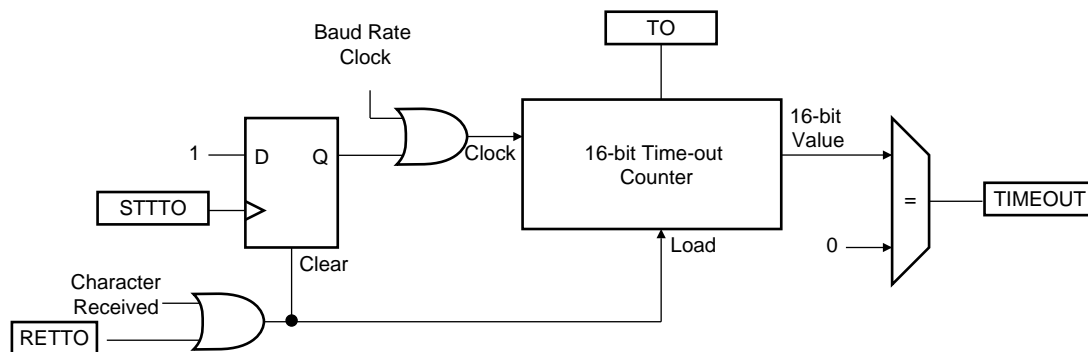 TO
Baud Rate
Clock
1
D
Q
Clock
16-bit Time-out
Counter
16-bit
Value
STTTO
=
TIMEOUT
Clear
Load
0
Character
Received
RETTO